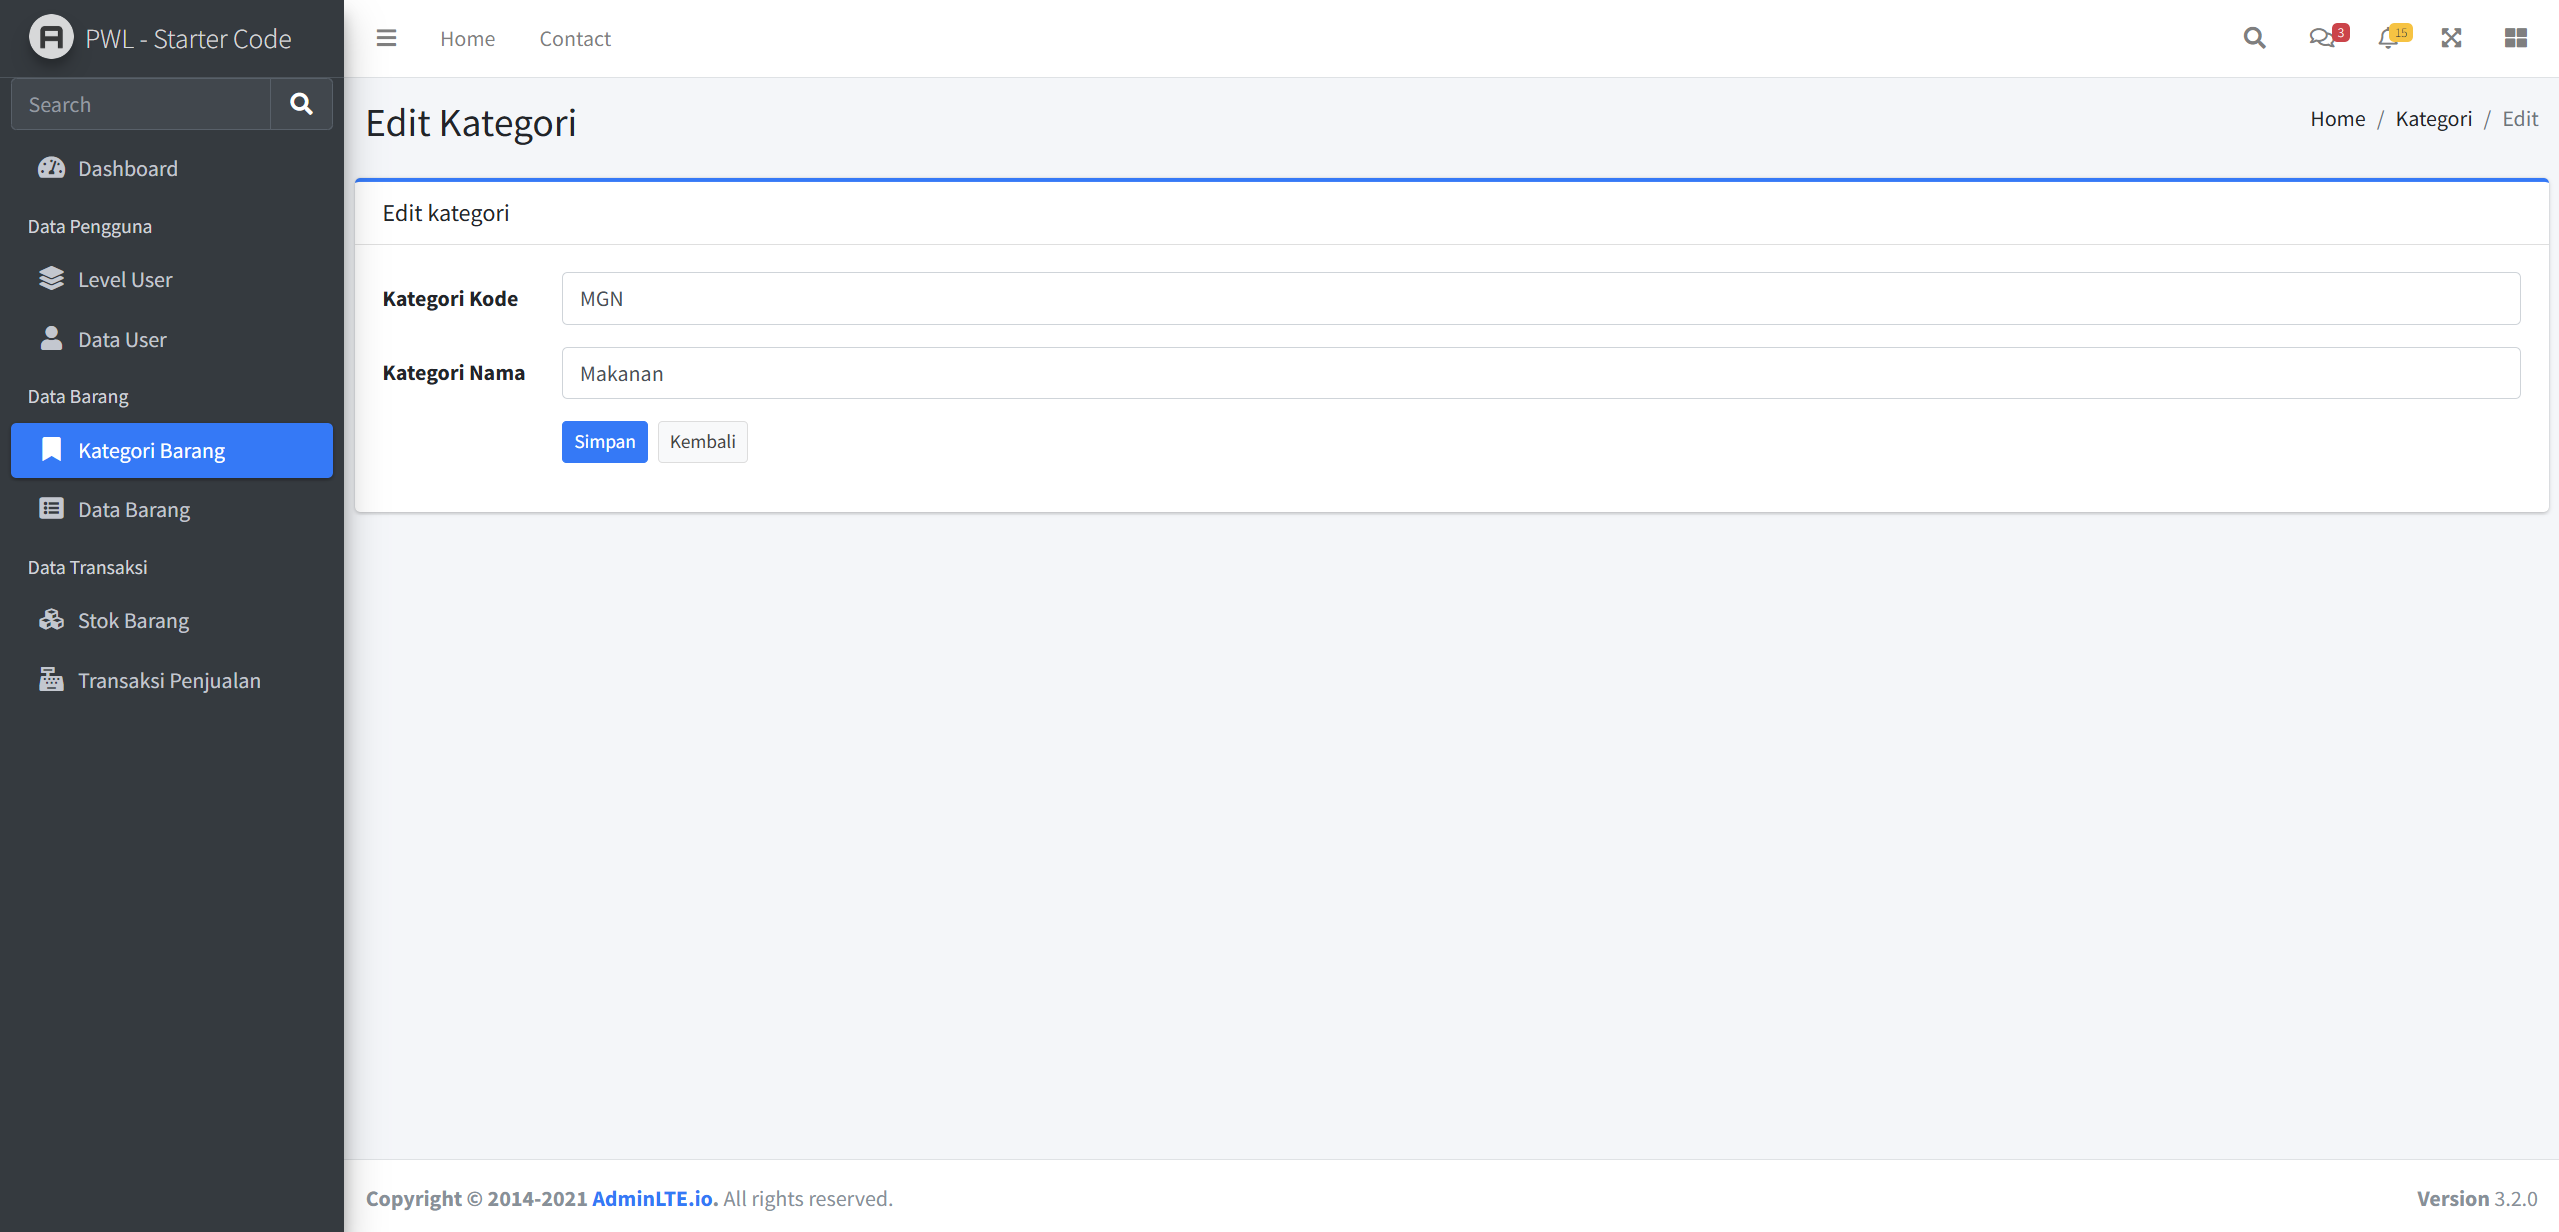 PWL - Starter Code
Search
Dashboard
Data Pengguna
Level User
Data User
Data Barang
Kategori Barang
Data Barang
Data Transaksi
Stok Barang
Transaksi Penjualan
Home Contact
3 15
Edit Kategori
Home / Kategori / Edit
Edit kategori
Kategori Kode MGN
Kategori Nama Makanan
Simpan Kembali
Copyright © 2014-2021 AdminLTE.io. All rights reserved.
Version 3.2.0